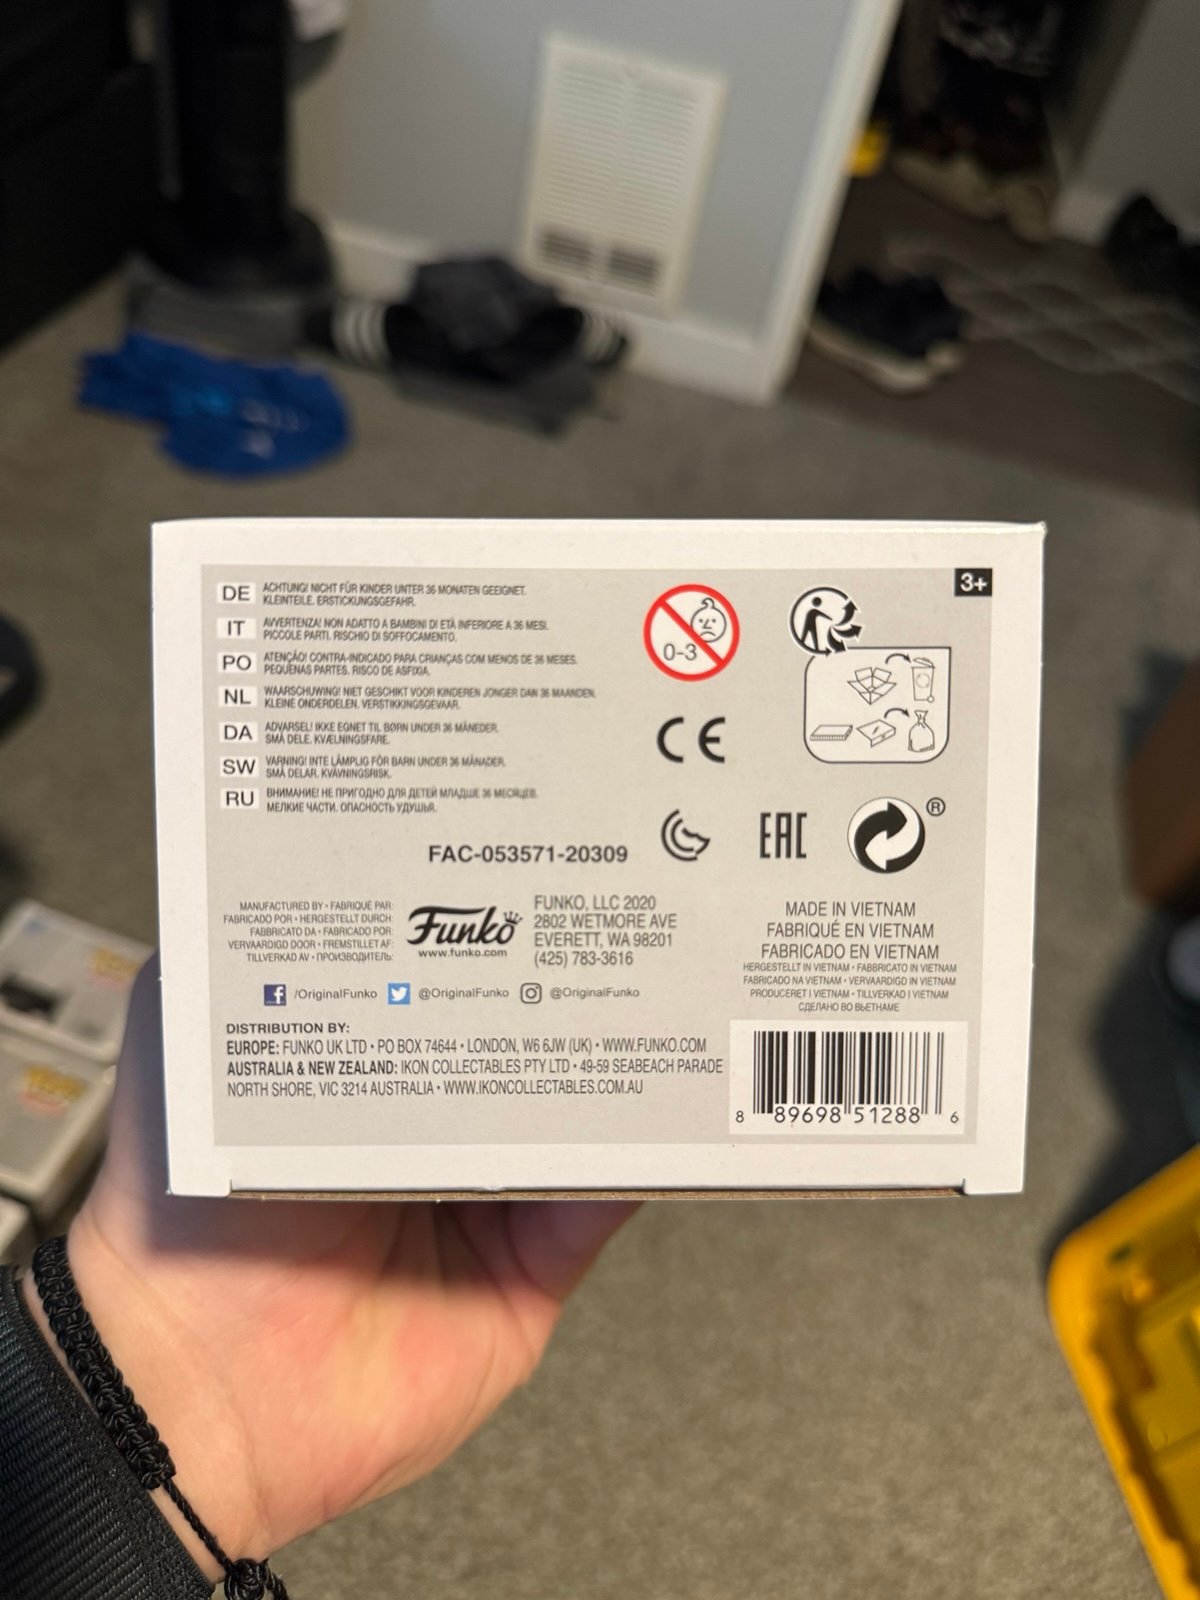 3+
DE ACHTUNG! NICHT FÜR KINDER UNTER 36 MONATEN GEEIGNET.
KLEINTEILE. ERSTICKUNGSGEFAHR.
IT AVVERTENZA! NON ADATTO A BAMBINI DI ETÀ INFERIORE A 36 MESI.
PICCOLE PARTI. RISCHIO DI SOFFOCAMENTO.
PO ATENÇÃO! CONTRA-INDICADO PARA CRIANÇAS COM MENOS DE 36 MESES.
PEQUENAS PARTES. RISCO DE ASFIXIA.
NL WAARSCHUWING! NIET GESCHIKT VOOR KINDEREN JONGER DAN 36 MAANDEN.
KLEINE ONDERDELEN. VERSTIKKINGSGEVAAR.
DA ADVARSEL! IKKE EGNET TIL BØRN UNDER 36 MÅNEDER.
SMÅ DELE. KVÆLNINGSFARE.
SW VARNING! INTE LÄMPLIG FÖR BARN UNDER 36 MÅNADER.
SMÅ DELAR. KVÄVNINGSRISK.
RU ВНИМАНИЕ! НЕ ПРИГОДНО ДЛЯ ДЕТЕЙ МЛАДШЕ 36 МЕСЯЦЕВ.
МЕЛКИЕ ЧАСТИ. ОПАСНОСТЬ УДУШЬЯ.
0-3
CE
EAC
®
FAC-053571-20309
MANUFACTURED BY • FABRIQUÉ PAR:
FABRICADO POR • HERGESTELLT DURCH:
FABBRICATO DA • FABRICADO POR:
VERVAARDIGD DOOR • FREMSTILLET AF:
TILLVERKAD AV • ПРОИЗВОДИТЕЛЬ:
Funko
www.funko.com
FUNKO, LLC 2020
2802 WETMORE AVE
EVERETT, WA 98201
(425) 783-3616
/OriginalFunko @OriginalFunko @OriginalFunko
MADE IN VIETNAM
FABRIQUÉ EN VIETNAM
FABRICADO EN VIETNAM
HERGESTELLT IN VIETNAM • FABBRICATO IN VIETNAM
FABRICADO NA VIETNAM • VERVAARDIGD IN VIETNAM
PRODUCERET I VIETNAM • TILLVERKAD I VIETNAM
СДЕЛАНО ВО ВЬЕТНАМЕ
DISTRIBUTION BY:
EUROPE: FUNKO UK LTD • PO BOX 74644 • LONDON, W6 6JW (UK) • WWW.FUNKO.COM
AUSTRALIA & NEW ZEALAND: IKON COLLECTABLES PTY LTD • 49-59 SEABEACH PARADE
NORTH SHORE, VIC 3214 AUSTRALIA • WWW.IKONCOLLECTABLES.COM.AU
8 89698 51288 6